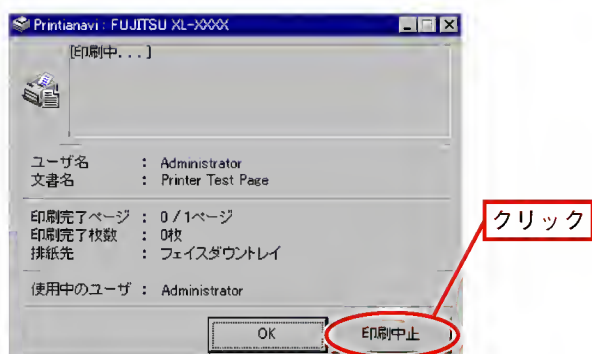 Printianavi : FUJITSU XL-XXXX
[印刷中...]
ユーザ名 : Administrator
文書名 : Printer Test Page
印刷完了ページ : 0 / 1ページ
印刷完了枚数 : 0枚
排紙先 : フェイスダウントレイ
使用中のユーザ : Administrator
クリック
OK 印刷中止